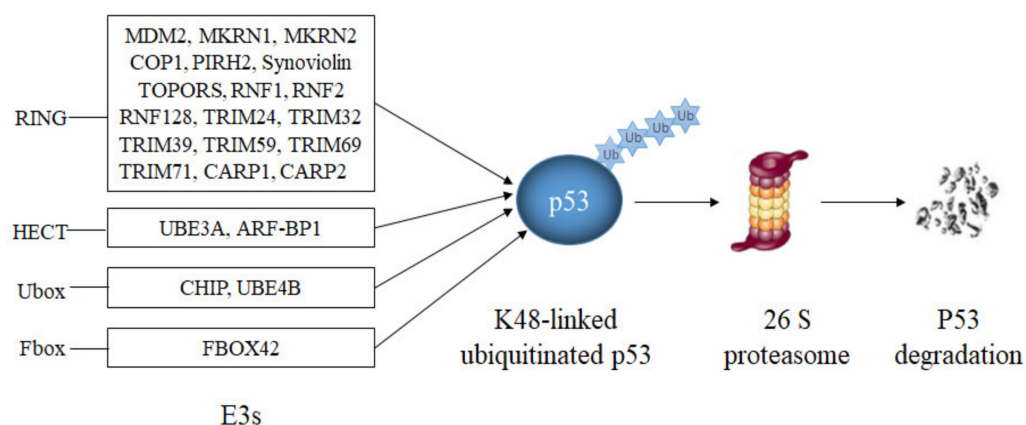 RING
MDM2, MKRN1, MKRN2
COP1, PIRH2, Synoviolin
TOPORS, RNF1, RNF2
RNF128, TRIM24, TRIM32
TRIM39, TRIM59, TRIM69
TRIM71, CARP1, CARP2
HECT
UBE3A, ARF-BP1
Ubox
CHIP, UBE4B
Fbox
FBOX42
E3s
Ub
Ub
Ub
Ub
p53
K48-linked
ubiquitinated p53
26 S
proteasome
P53
degradation